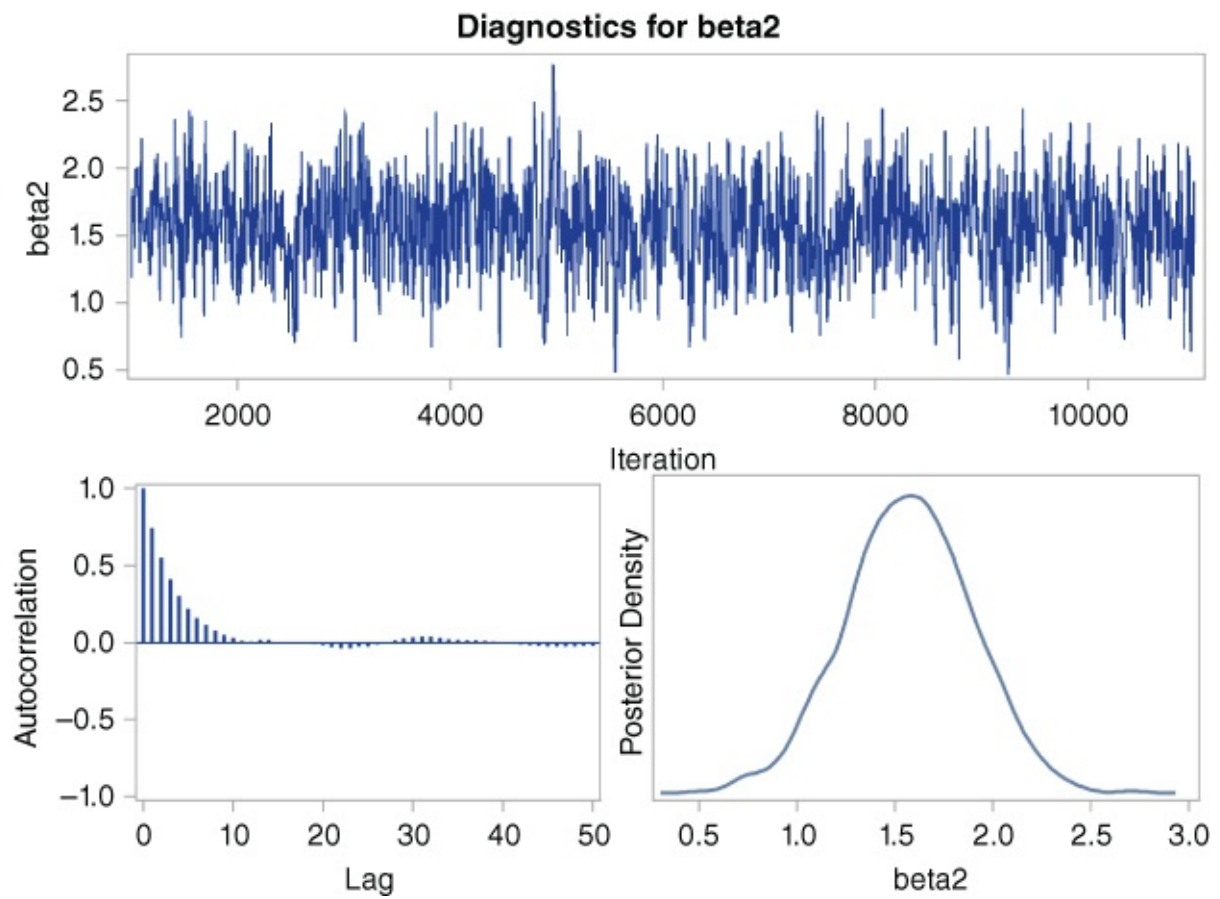 Diagnostics for beta2
beta2
2.5
2.0
1.5
1.0
0.5
2000 4000 6000 8000 10000
Iteration
Autocorrelation
1.0
0.5
0.0
−0.5
−1.0
0 10 20 30 40 50
Lag
Posterior Density
0.5 1.0 1.5 2.0 2.5 3.0
beta2